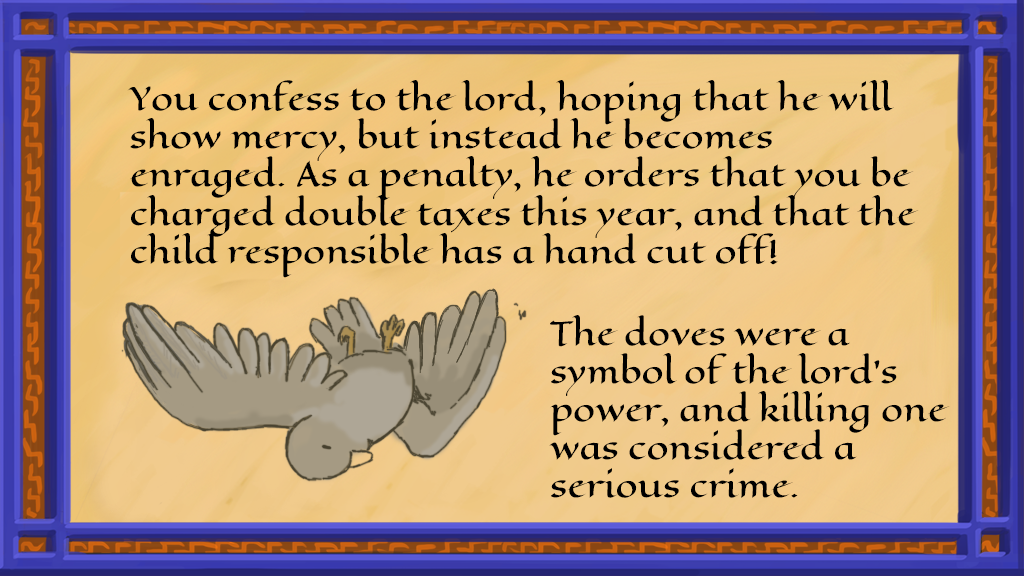 You confess to the lord, hoping that he will
show mercy, but instead he becomes
enraged. As a penalty, he orders that you be
charged double taxes this year, and that the
child responsible has a hand cut off!
The doves were a
symbol of the lord's
power, and killing one
was considered a
serious crime.